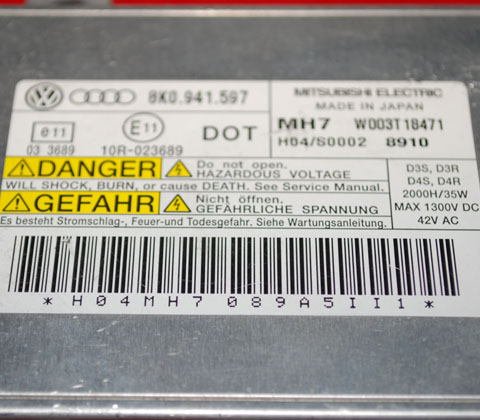 8K0.941.597
MITSUBISHI ELECTRIC
MADE IN JAPAN
e11
E11
DOT
MH7 W003T18471
03 3689
10R-023689
H04/S0002 8910
DANGER
Do not open.
HAZARDOUS VOLTAGE
WILL SHOCK, BURN, or cause DEATH. See Service Manual.
GEFAHR
Nicht öffnen.
GEFÄHRLICHE SPANNUNG
Es besteht Stromschlag-, Feuer-und Todesgefahr. Siehe Wartungsanleitung.
D3S, D3R
D4S, D4R
2000H/35W
MAX 1300V DC
42V AC
*H04MH7089A5II1*